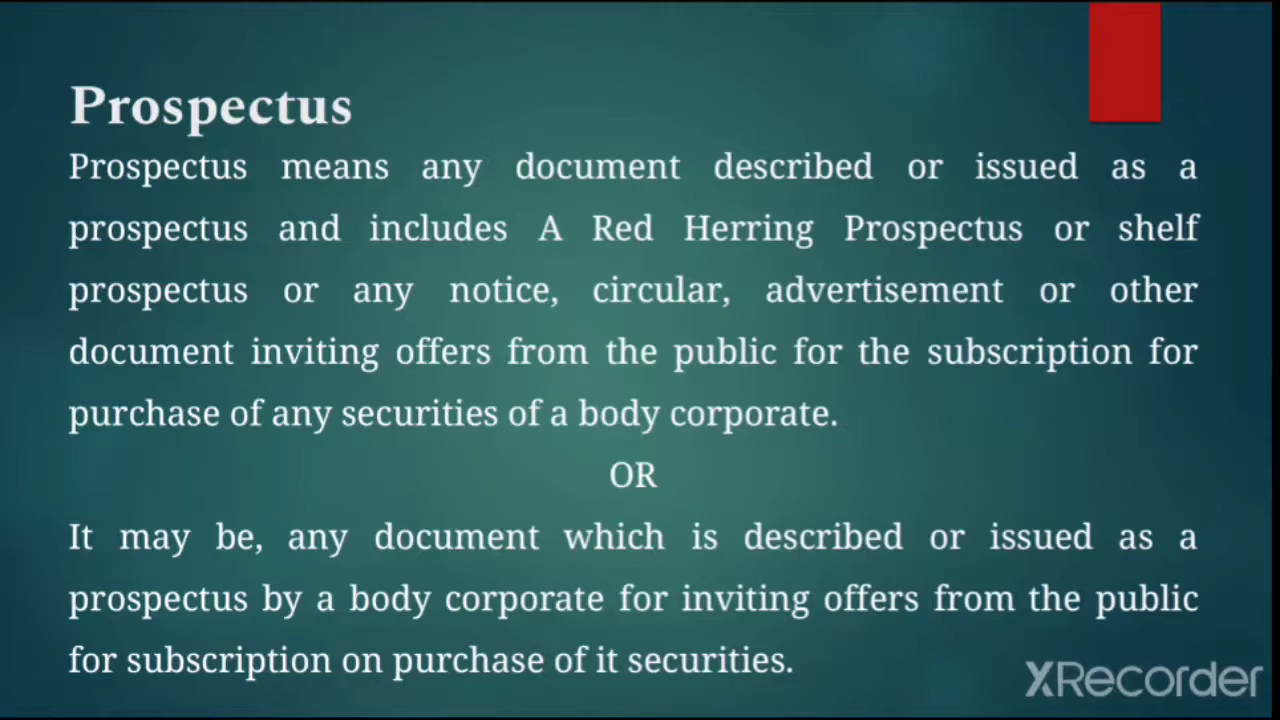 Prospectus
Prospectus means any document described or issued as a
prospectus and includes A Red Herring Prospectus or shelf
prospectus or any notice, circular, advertisement or other
document inviting offers from the public for the subscription for
purchase of any securities of a body corporate.
OR
It may be, any document which is described or issued as a
prospectus by a body corporate for inviting offers from the public
for subscription on purchase of it securities.
XRecorder